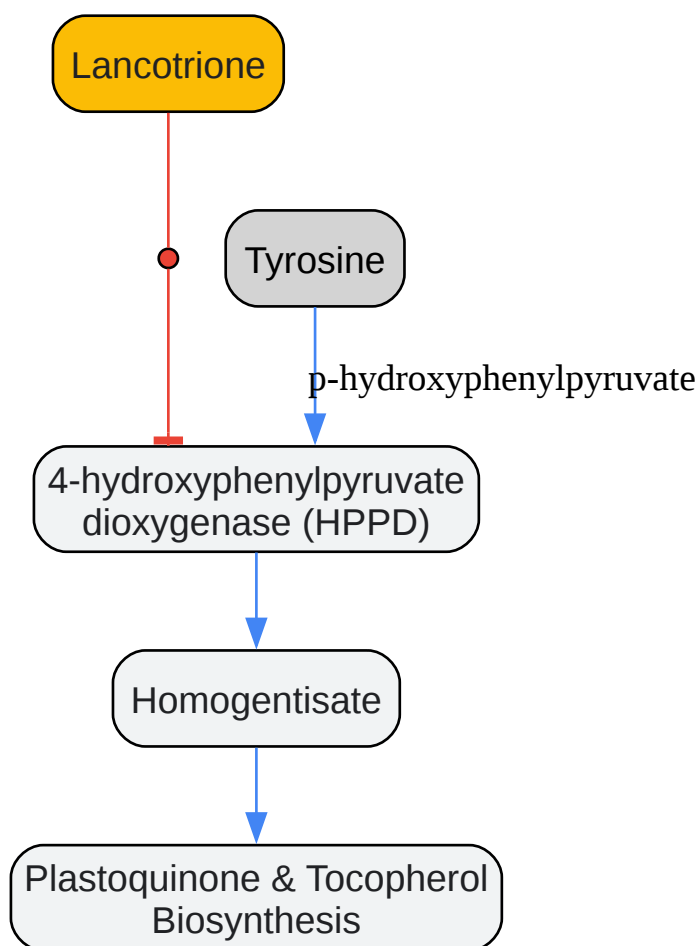 Lancotrione
Tyrosine
p-hydroxyphenylpyruvate
4-hydroxyphenylpyruvate
dioxygenase (HPPD)
Homogentisate
Plastoquinone & Tocopherol
Biosynthesis